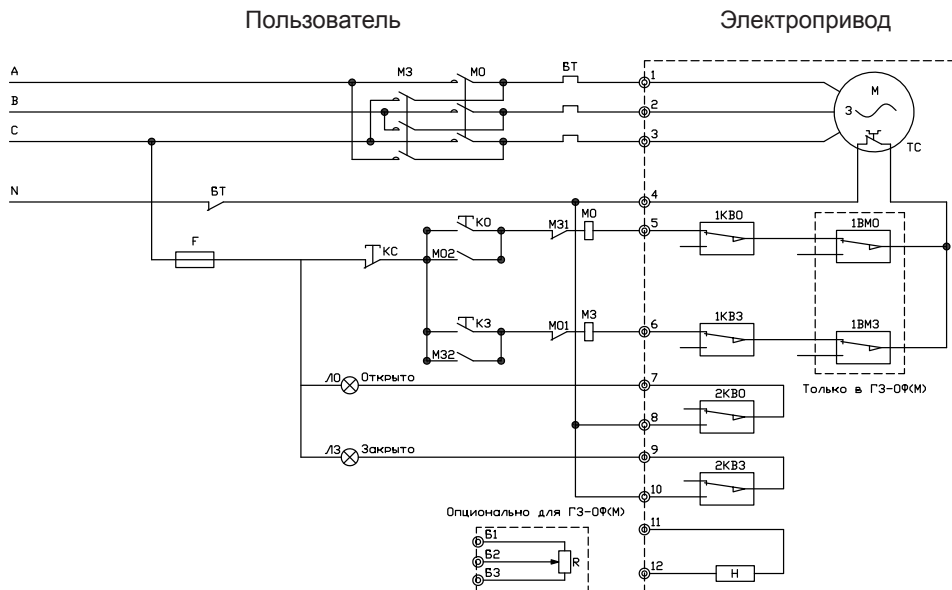 Пользователь
Электропривод
A
B
C
N
МЗ
МО
БТ
1
2
3
М
3
ТС
БТ
4
F
КС
КО
МО2
МЗ1
МО
5
1КВО
1ВМО
КЗ
МЗ2
МО1
МЗ
6
1КВЗ
1ВМЗ
Только в ГЗ-ОФ(М)
ЛО
Открыто
7
2КВО
8
ЛЗ
Закрыто
9
2КВЗ
10
Опционально для ГЗ-ОФ(М)
Б1
Б2
Б3
R
11
12
Н